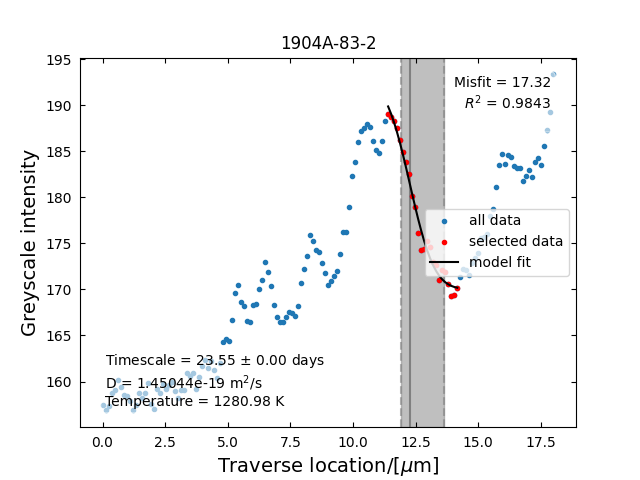 1904A-83-2
Misfit = 17.32
R² = 0.9843
Greyscale intensity
195
190
185
180
175
170
165
160
all data
selected data
model fit
Timescale = 23.55 ± 0.00 days
D = 1.45044e-19 m²/s
Temperature = 1280.98 K
0.0 2.5 5.0 7.5 10.0 12.5 15.0 17.5
Traverse location/[μm]